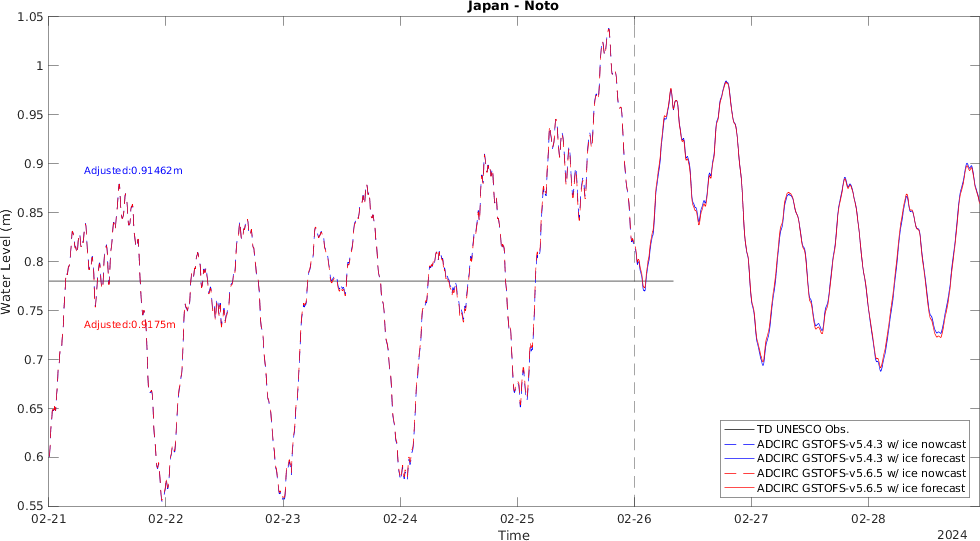 Japan - Noto
1.05
1
0.95
0.9
0.85
0.8
0.75
0.7
0.65
0.6
0.55
Water Level (m)
Adjusted:0.91462m
Adjusted:0.9175m
TD UNESCO Obs.
ADCIRC GSTOFS-v5.4.3 w/ ice nowcast
ADCIRC GSTOFS-v5.4.3 w/ ice forecast
ADCIRC GSTOFS-v5.6.5 w/ ice nowcast
ADCIRC GSTOFS-v5.6.5 w/ ice forecast
02-21 02-22 02-23 02-24 02-25 02-26 02-27 02-28
Time
2024